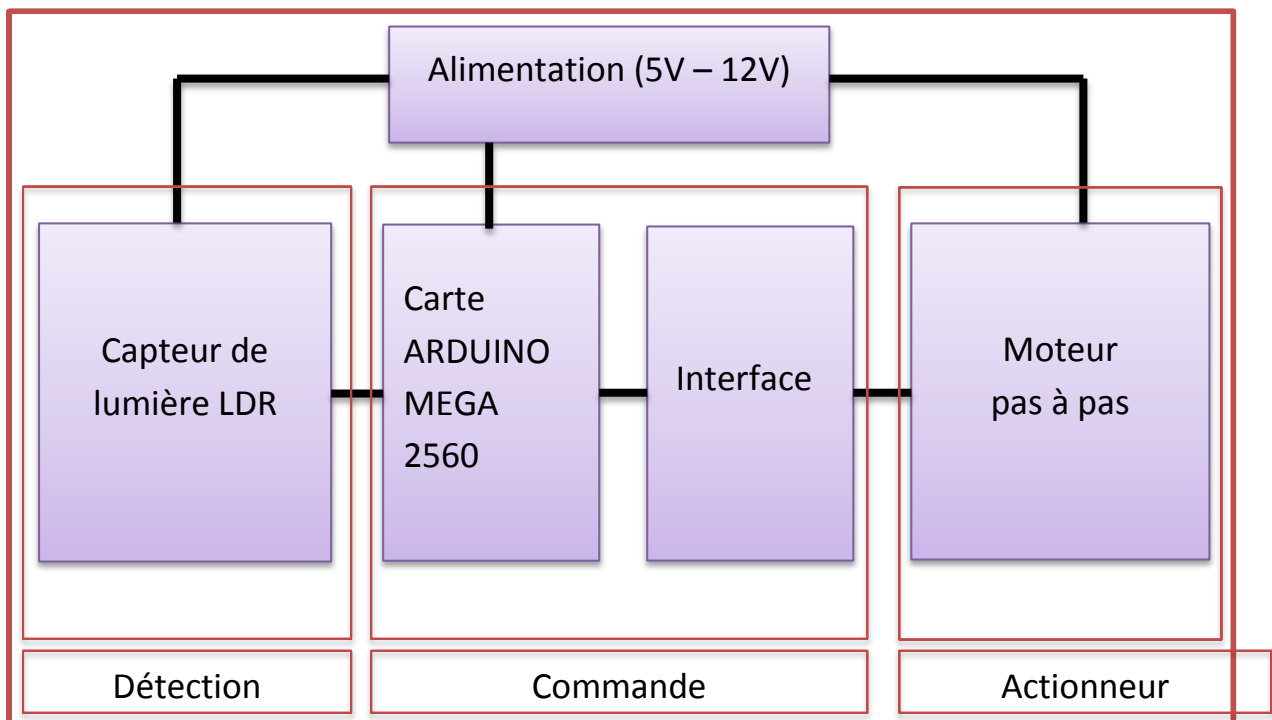 Alimentation (5V – 12V)
Capteur de
lumière LDR
Carte
ARDUINO
MEGA
2560
Interface
Moteur
pas à pas
Détection
Commande
Actionneur